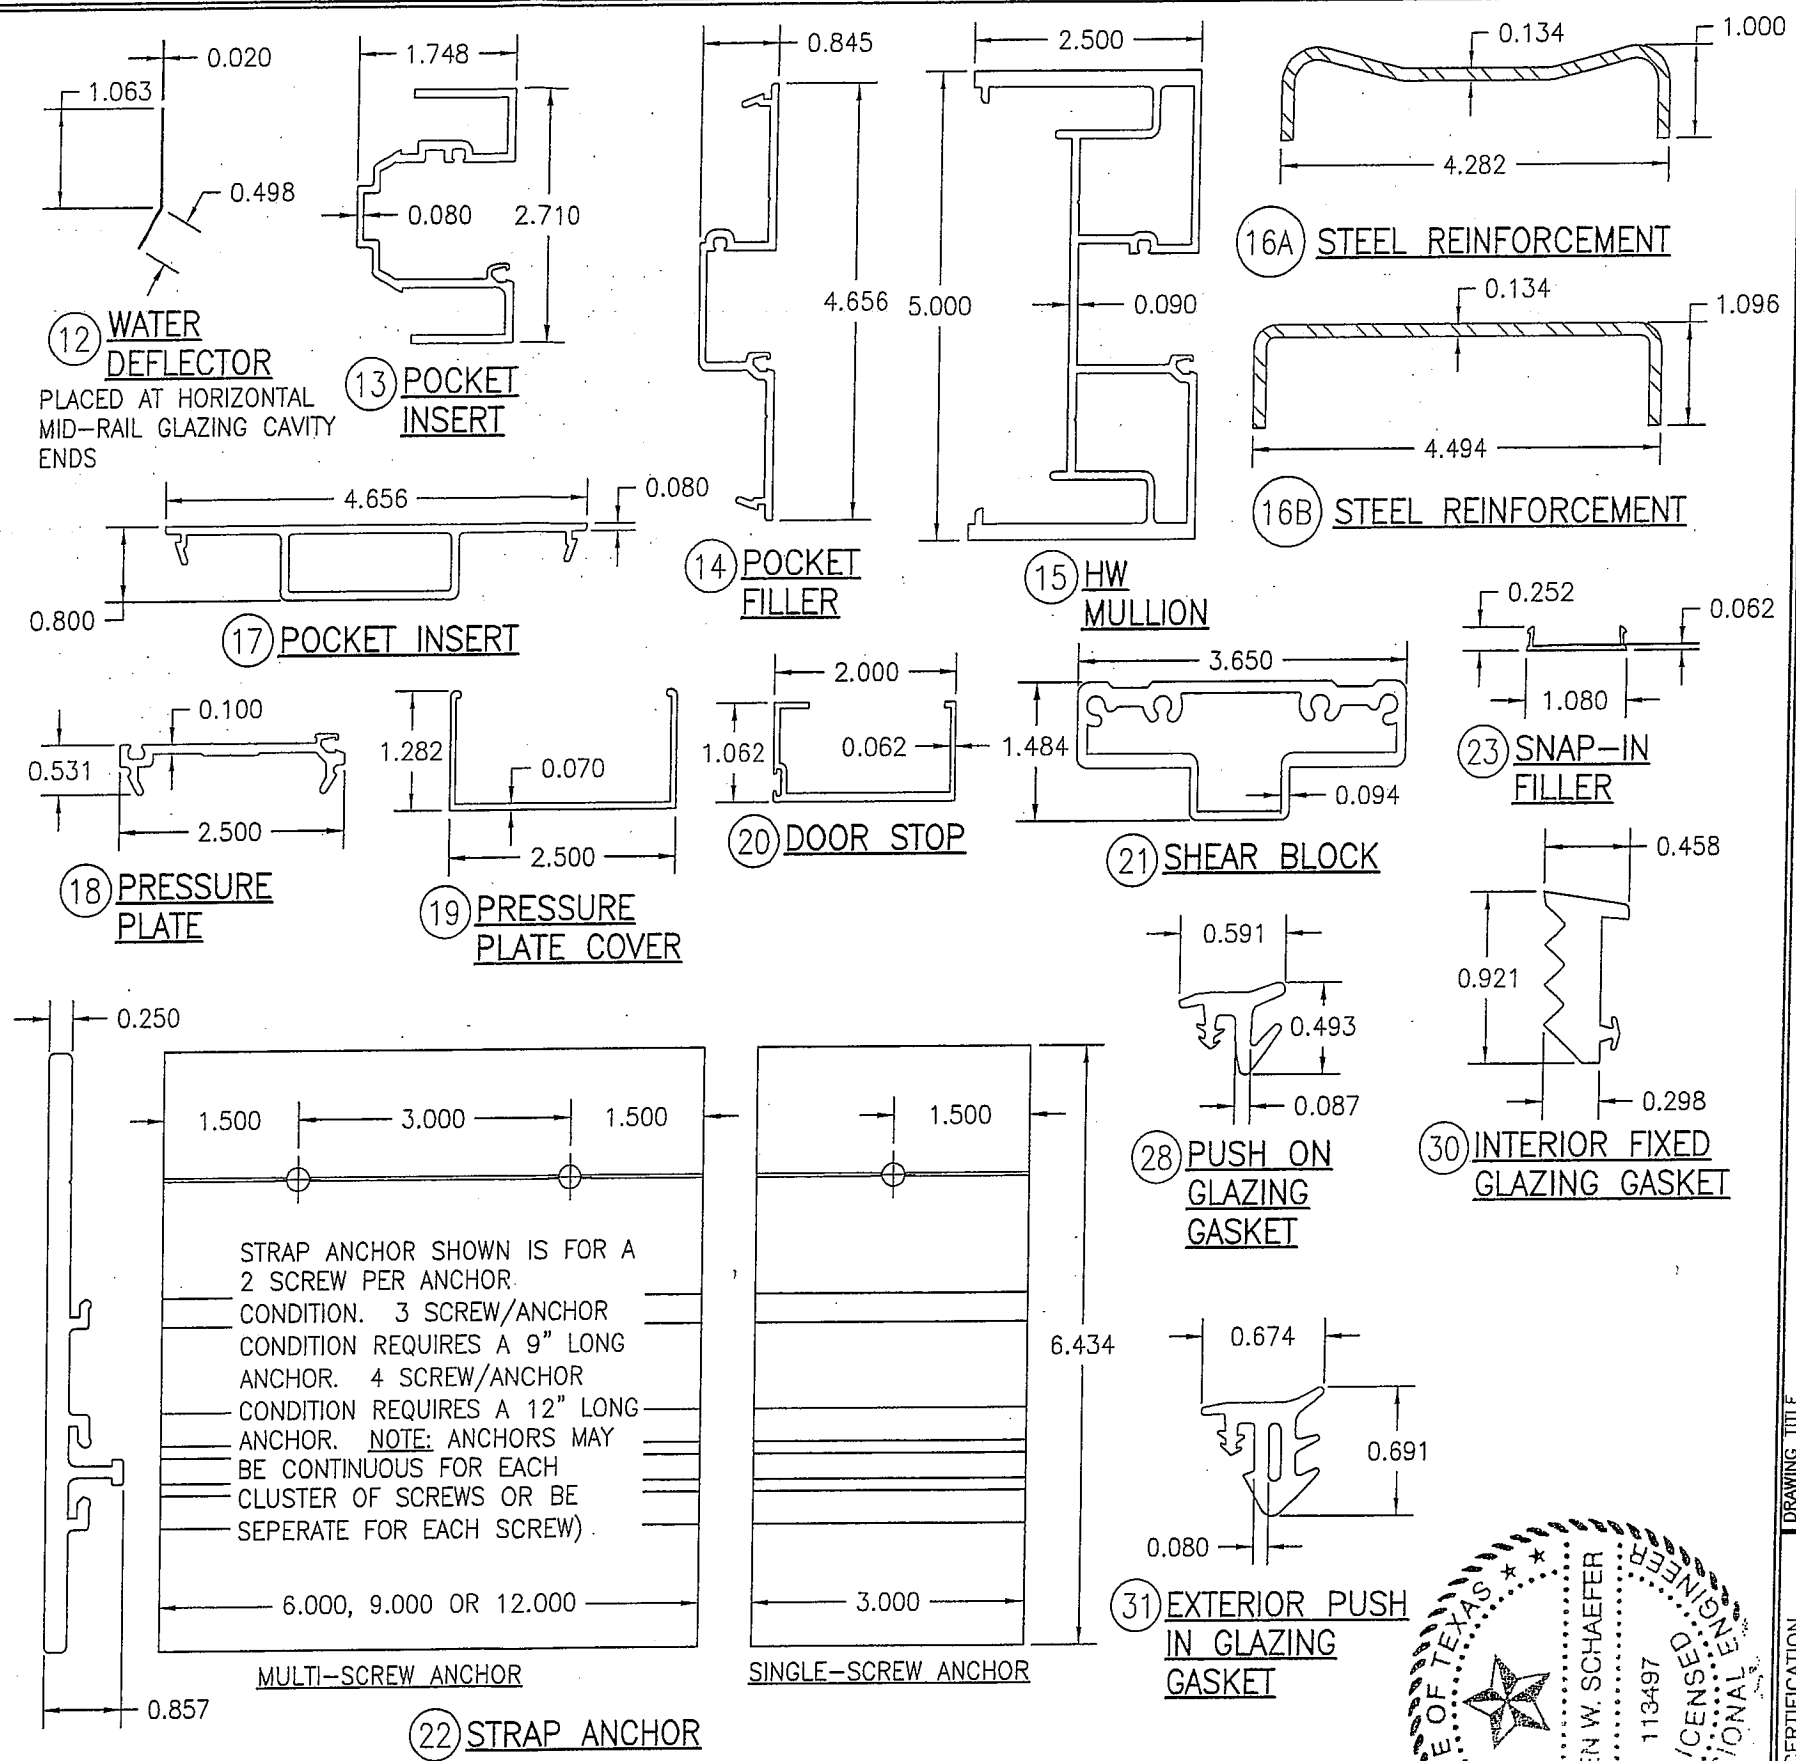 0.020
1.063
0.498
12 WATER
DEFLECTOR
PLACED AT HORIZONTAL
MID-RAIL GLAZING CAVITY
ENDS
1.748
0.080
2.710
13 POCKET
INSERT
0.845
4.656
14 POCKET
FILLER
2.500
5.000
0.090
15 HW
MULLION
0.134
1.000
4.282
16A STEEL REINFORCEMENT
0.134
1.096
4.494
16B STEEL REINFORCEMENT
4.656
0.080
0.800
17 POCKET INSERT
0.100
0.531
2.500
18 PRESSURE
PLATE
1.282
0.070
2.500
19 PRESSURE
PLATE COVER
2.000
1.062
0.062
20 DOOR STOP
3.650
1.484
0.094
21 SHEAR BLOCK
0.252
0.062
1.080
23 SNAP-IN
FILLER
0.591
0.493
0.087
28 PUSH ON
GLAZING
GASKET
0.458
0.921
0.298
30 INTERIOR FIXED
GLAZING GASKET
0.250
1.500
3.000
1.500
1.500
STRAP ANCHOR SHOWN IS FOR A
2 SCREW PER ANCHOR
CONDITION. 3 SCREW/ANCHOR
CONDITION REQUIRES A 9" LONG
ANCHOR. 4 SCREW/ANCHOR
CONDITION REQUIRES A 12" LONG
ANCHOR. NOTE: ANCHORS MAY
BE CONTINUOUS FOR EACH
CLUSTER OF SCREWS OR BE
SEPERATE FOR EACH SCREW)
6.434
6.000, 9.000 OR 12.000
3.000
MULTI-SCREW ANCHOR
SINGLE-SCREW ANCHOR
0.857
22 STRAP ANCHOR
0.674
0.691
0.080
31 EXTERIOR PUSH
IN GLAZING
GASKET
E OF TEXAS
EN W. SCHAEFER
113497
ICENSED
IONAL ENGINEER
DRAWING TITLE
CERTIFICATION